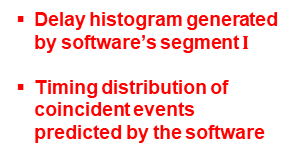 ▪ Delay histogram generated
by software's segment I
▪ Timing distribution of
coincident events
predicted by the software